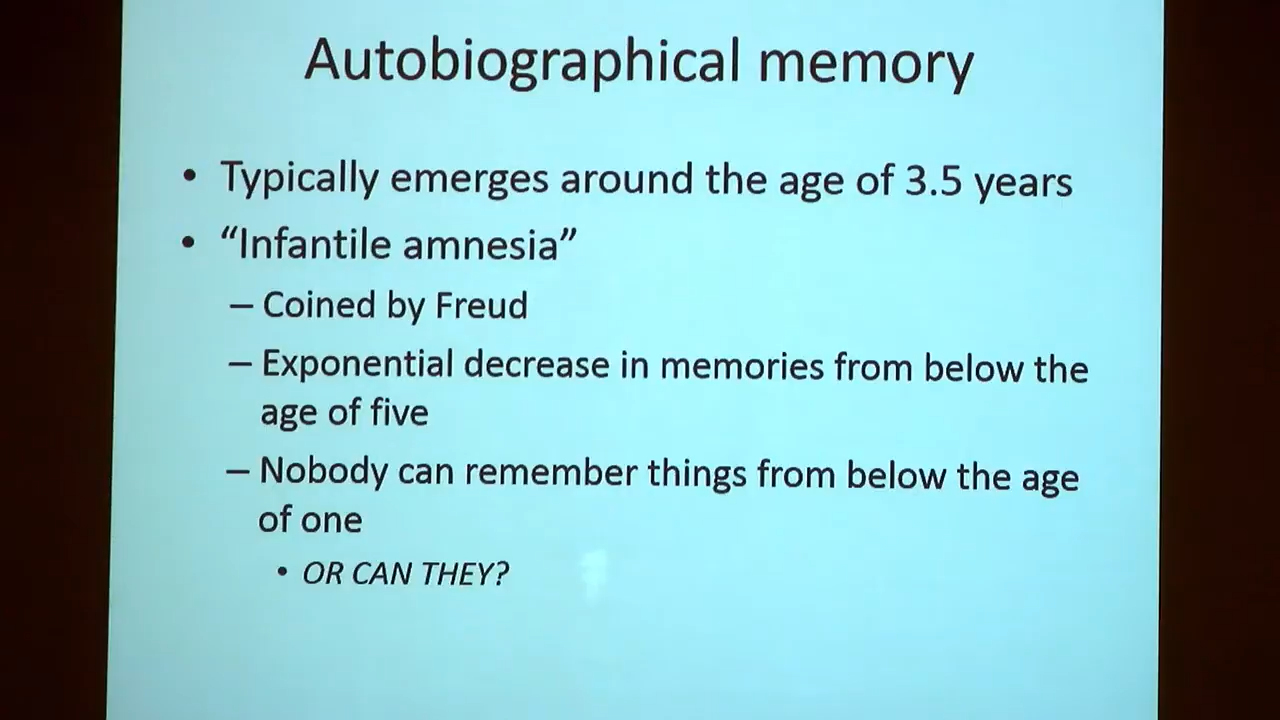 Autobiographical memory
• Typically emerges around the age of 3.5 years
• “Infantile amnesia”
– Coined by Freud
– Exponential decrease in memories from below the
age of five
– Nobody can remember things from below the age
of one
• OR CAN THEY?